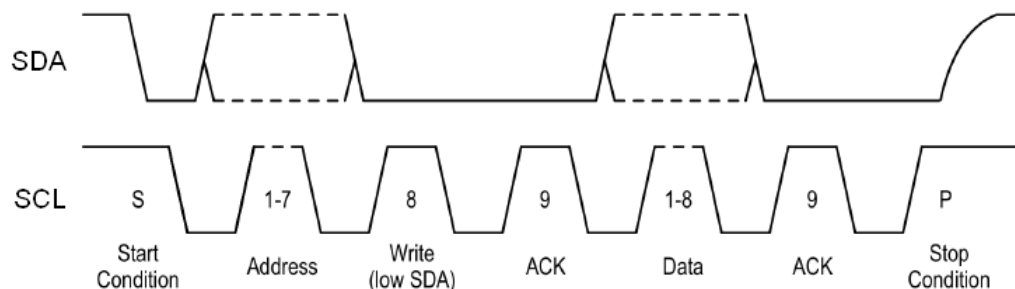 SDA
SCL
S 1-7 8 9 1-8 9 P
Start Condition
Address
Write (low SDA)
ACK
Data
ACK
Stop Condition